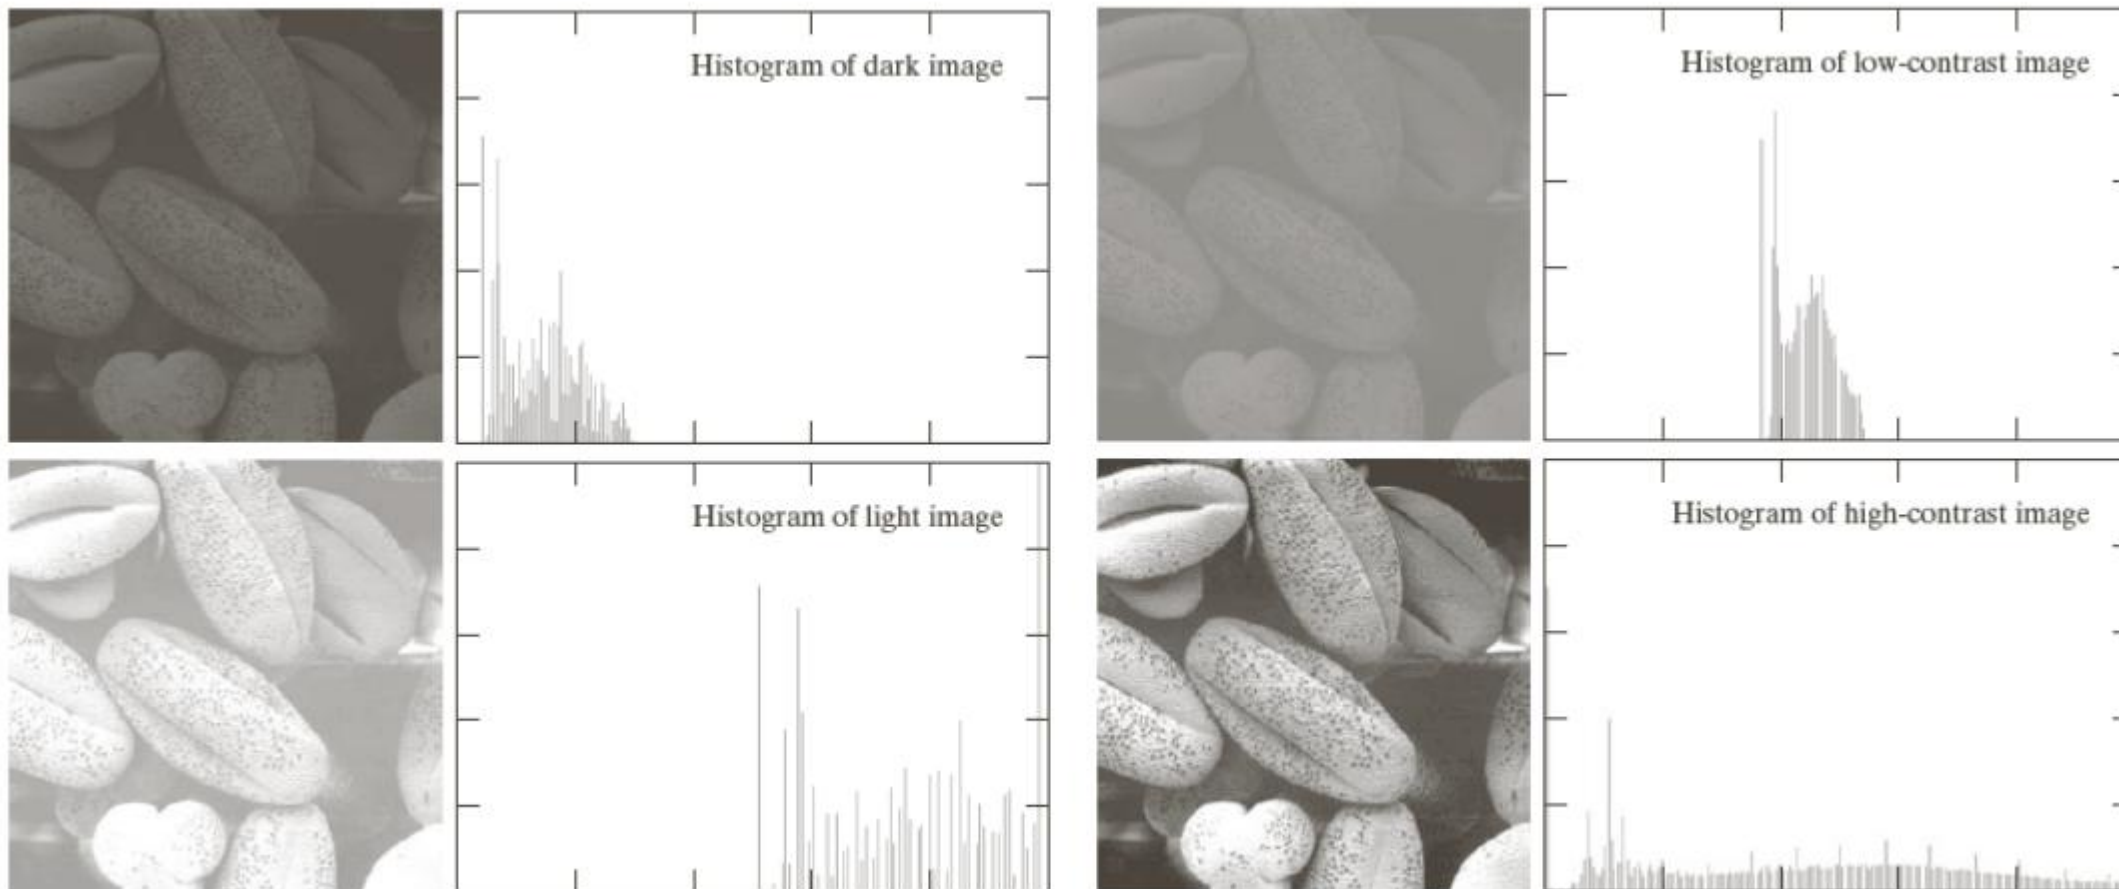 Histogram of dark image
Histogram of low-contrast image
Histogram of light image
Histogram of high-contrast image